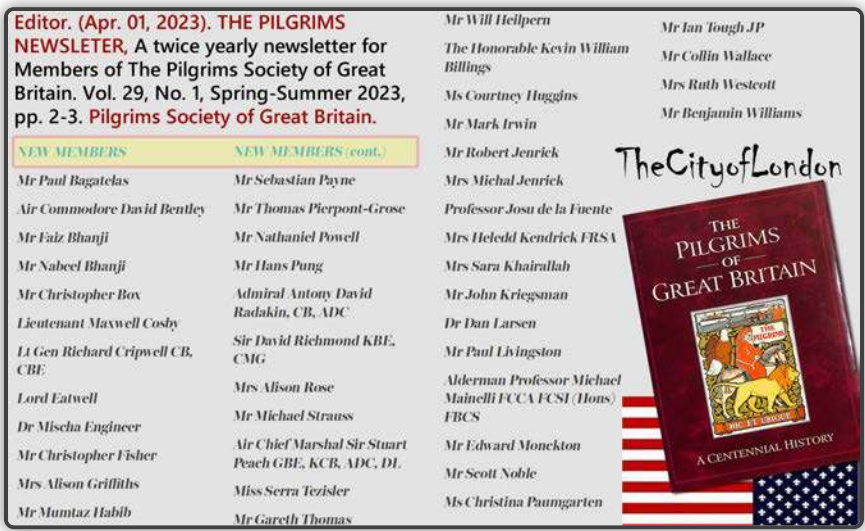 Editor. (Apr. 01, 2023). THE PILGRIMS
NEWSLETER, A twice yearly newsletter for
Members of The Pilgrims Society of Great
Britain. Vol. 29, No. 1, Spring-Summer 2023,
pp. 2-3. Pilgrims Society of Great Britain.
NEW MEMBERS
Mr Paul Bagatelas
Air Commodore David Bentley
Mr Faiz Bhanji
Mr Nabeel Bhanji
Mr Christopher Box
Lieutenant Maxwell Cosby
Lt Gen Richard Cripwell CB,
CBE
Lord Eatwell
Dr Mischa Engineer
Mr Christopher Fisher
Mrs Alison Griffiths
Mr Mumtaz Habib
NEW MEMBERS (cont.)
Mr Sebastian Payne
Mr Thomas Pierpont-Grose
Mr Nathaniel Powell
Mr Hans Pung
Admiral Antony David
Radakin, CB, ADC
Sir David Richmond KBE,
CMG
Mrs Alison Rose
Mr Michael Strauss
Air Chief Marshal Sir Stuart
Peach GBE, KCB, ADC, DL
Miss Serra Tezisler
Mr Gareth Thomas
Mr Will Heilpern
The Honorable Kevin William
Billings
Ms Courtney Huggins
Mr Mark Irwin
Mr Robert Jenrick
Mrs Michal Jenrick
Professor Josu de la Fuente
Mrs Heledd Kendrick FRSA
Mrs Sara Khairallah
Mr John Kriegsman
Dr Dan Larsen
Mr Paul Livingston
Alderman Professor Michael
Mainelli FCCA FCSI (Hons)
FBCS
Mr Edward Monckton
Mr Scott Noble
Ms Christina Paumgarten
Mr Ian Tough JP
Mr Collin Wallace
Mrs Ruth Westcott
Mr Benjamin Williams
TheCityofLondon
THE
PILGRIMS
OF
GREAT BRITAIN
THE
PILGRIMS
HIC ET UBIQUE
A CENTENNIAL HISTORY